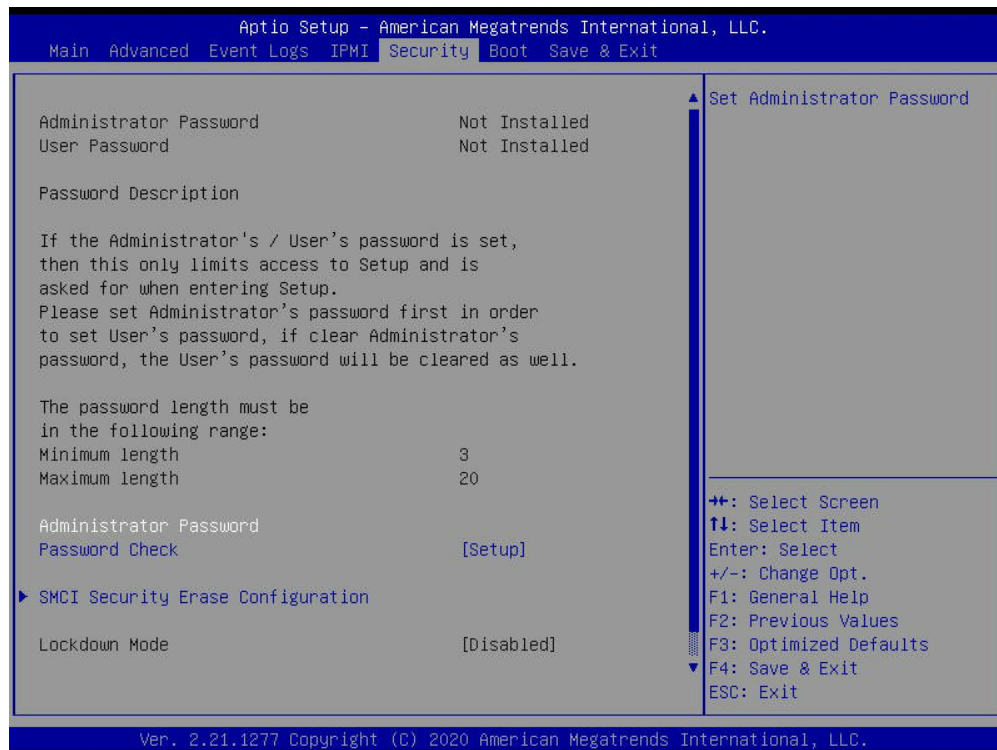 Aptio Setup – American Megatrends International, LLC.
Main Advanced Event Logs IPMI Security Boot Save & Exit
Set Administrator Password
Administrator Password Not Installed
User Password Not Installed
Password Description
If the Administrator's / User's password is set,
then this only limits access to Setup and is
asked for when entering Setup.
Please set Administrator's password first in order
to set User's password, if clear Administrator's
password, the User's password will be cleared as well.
The password length must be
in the following range:
Minimum length 3
Maximum length 20
Administrator Password
Password Check [Setup]
SMCI Security Erase Configuration
Lockdown Mode [Disabled]
→←: Select Screen
↑↓: Select Item
Enter: Select
+/-: Change Opt.
F1: General Help
F2: Previous Values
F3: Optimized Defaults
F4: Save & Exit
ESC: Exit
Ver. 2.21.1277 Copyright (C) 2020 American Megatrends International, LLC.